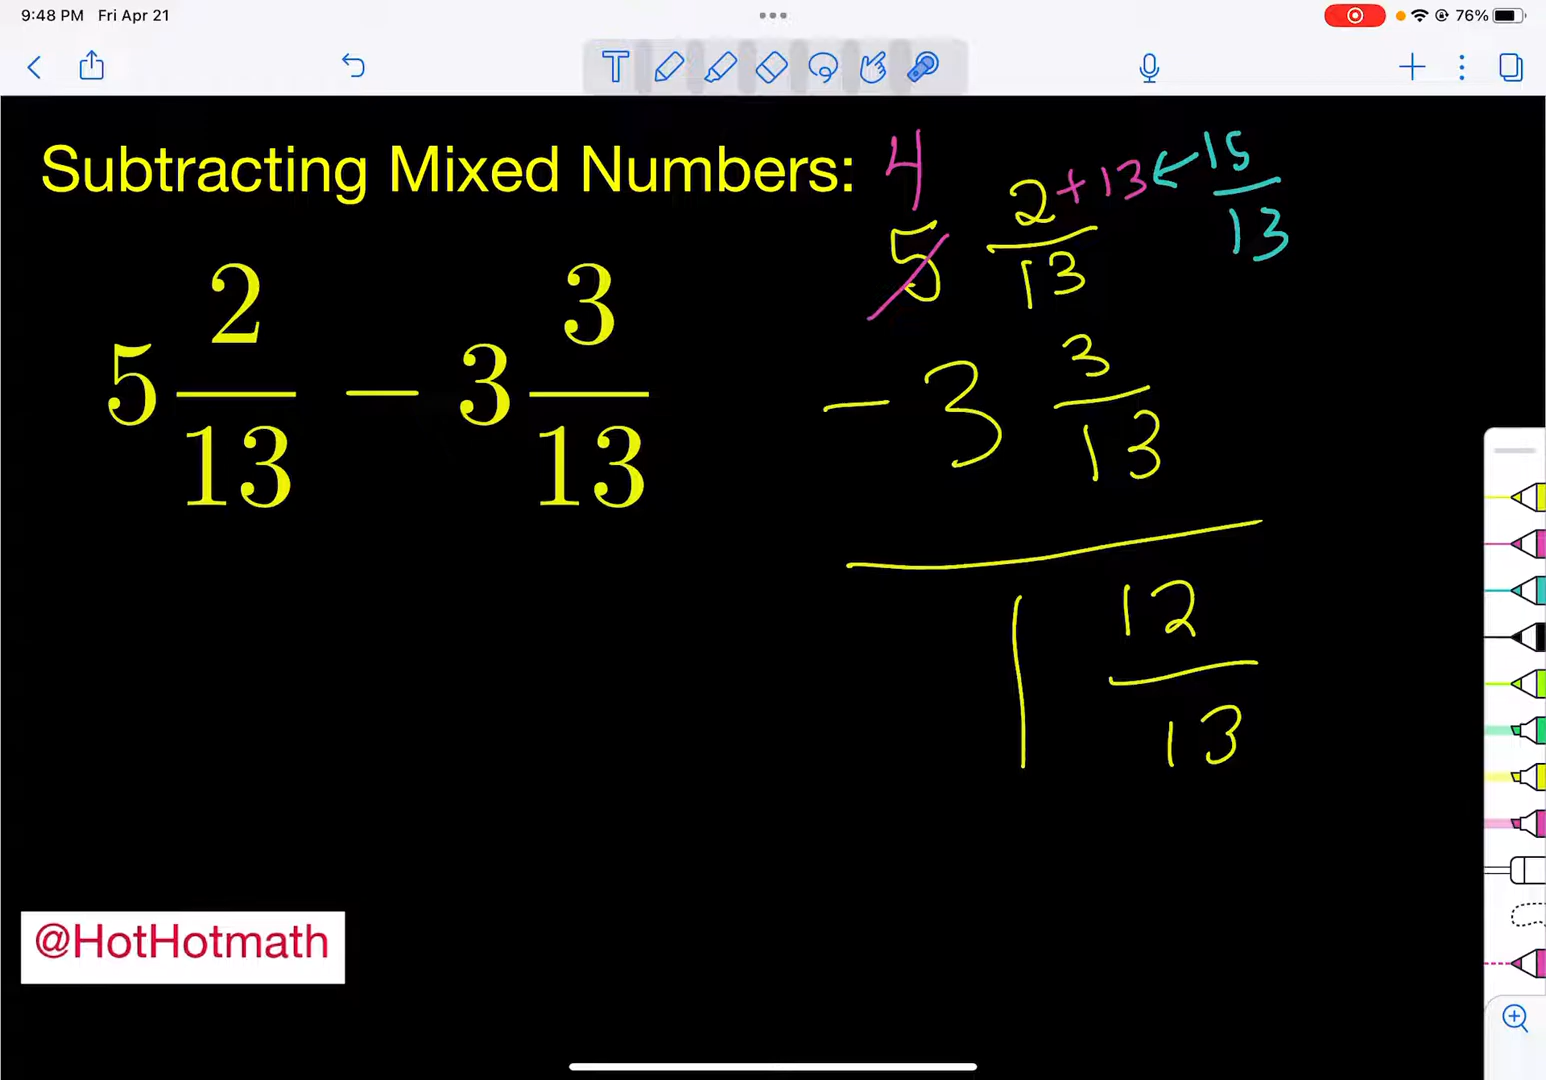 9:48 PM Fri Apr 21
76%
T
Subtracting Mixed Numbers:
5 2/13 − 3 3/13
4
5 2/13 +13 ← 15/13
− 3 3/13
1 12/13
@HotHotmath